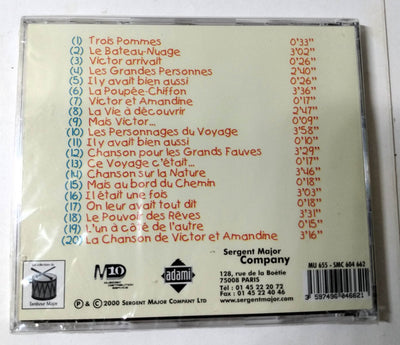 (1) Trois Pommes 0'33"
(2) Le Bateau-Nuage 3'02"
(3) Victor arrivait 0'26"
(4) Les Grandes Personnes 2'40"
(5) Il y avait bien aussi 0'26"
(6) La Poupée-Chiffon 3'36"
(7) Victor et Amandine 0'17"
(8) La Vie à découvrir 2'47"
(9) Mais Victor... 0'09"
(10) Les Personnages du Voyage 3'58"
(11) Il y avait bien aussi 0'10"
(12) Chanson pour les Grands Fauves 3'29"
(13) Ce Voyage c'était... 0'17"
(14) Chanson sur la Nature 3'46"
(15) Mais au bord du Chemin 0'18"
(16) Il était une fois 3'03"
(17) On leur avait tout dit 0'18"
(18) Le Pouvoir des Rêves 3'31"
(19) L'un à côté de l'autre 0'15"
(20) La Chanson de Victor et Amandine 3'16"
Tambour Major
M10
adami
Sergent Major
Company
128, rue de la Boëtie
75008 PARIS
Tel : 01 45 22 20 72
Fax : 01 45 22 40 46
www.sergentmajor.com
MU 655 - SMC 604 662
3 597490 046621
℗ & © 2000 SERGENT MAJOR COMPANY LTD